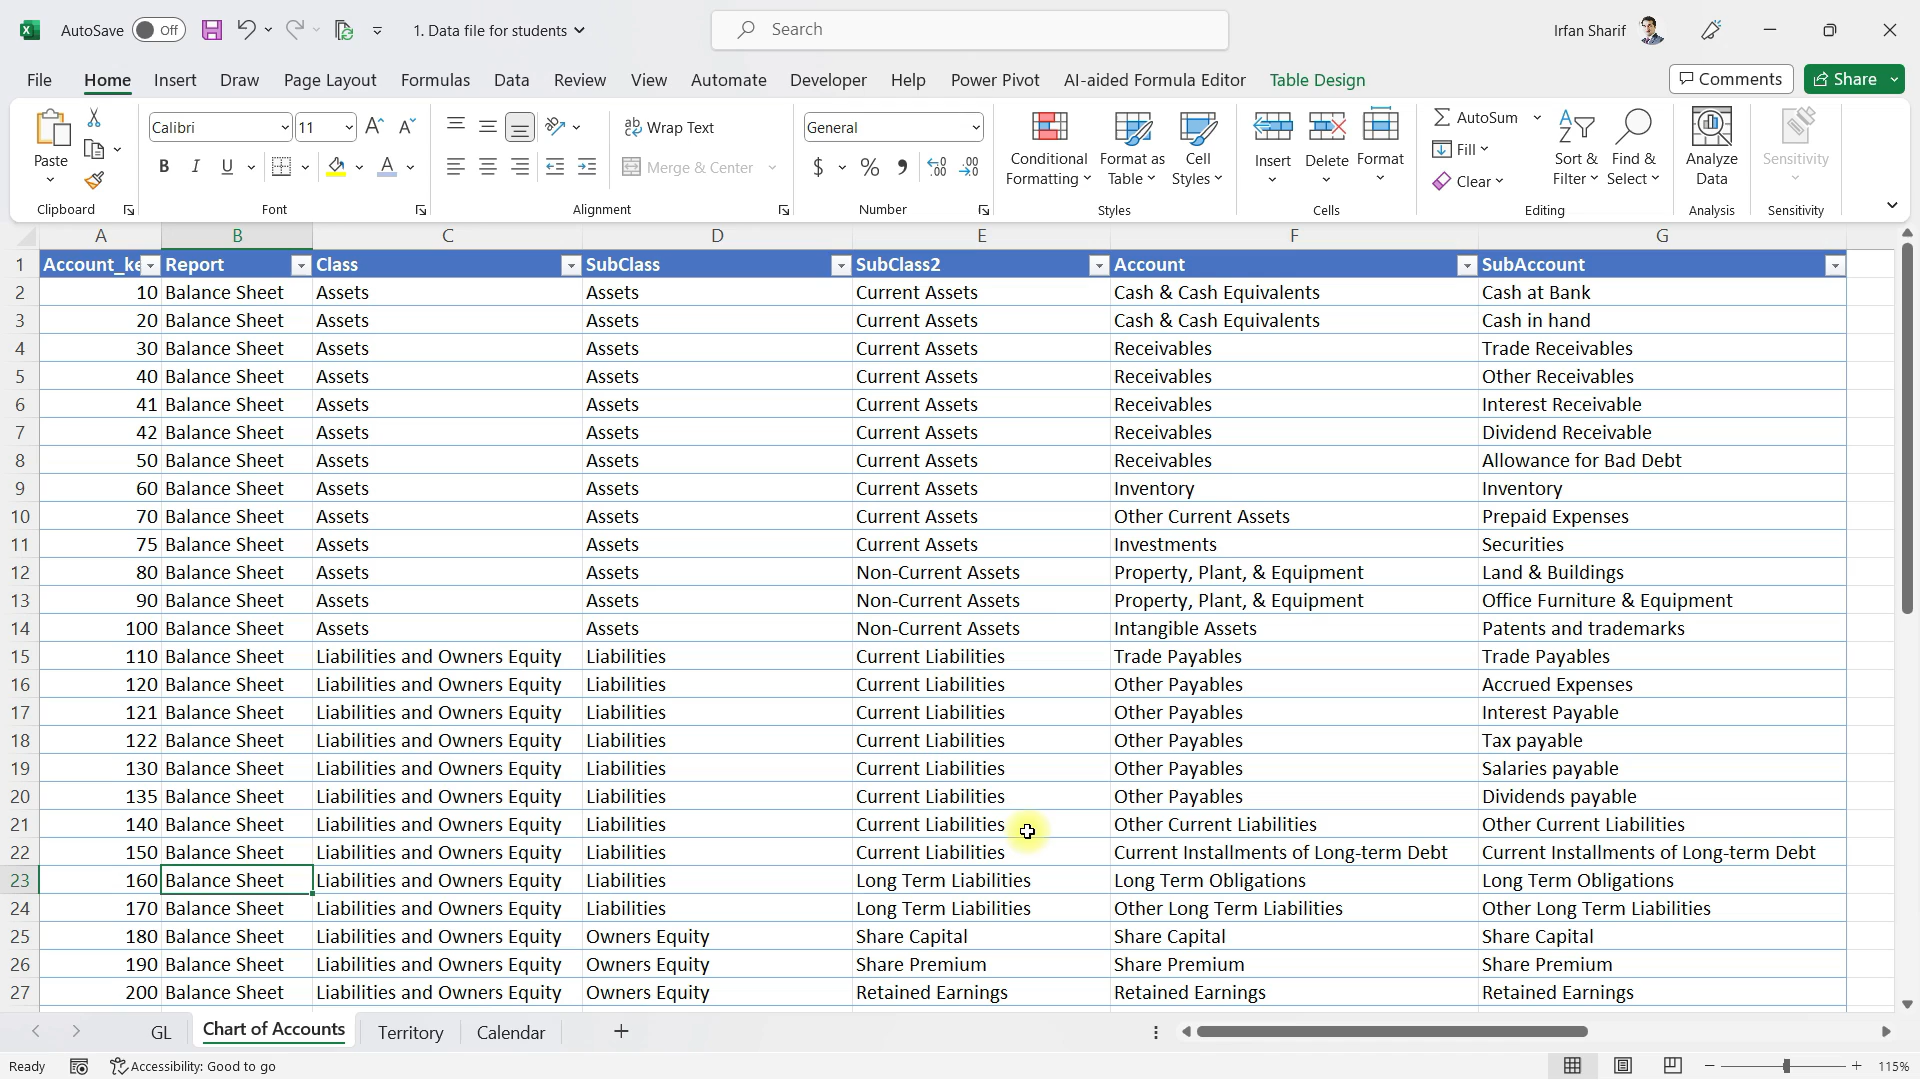 AutoSave Off 1. Data file for students Search Irfan Sharif
File Home Insert Draw Page Layout Formulas Data Review View Automate Developer Help Power Pivot AI-aided Formula Editor Table Design Comments Share
Calibri 11 Wrap Text General AutoSum
Paste Conditional Formatting Format as Table Cell Styles Insert Delete Format Fill Sort & Filter Find & Select Analyze Data Sensitivity
B I U Merge & Center $ % Clear
Clipboard Font Alignment Number Styles Cells Editing Analysis Sensitivity
A B C D E F G
1 Account_ke Report Class SubClass SubClass2 Account SubAccount
2 10 Balance Sheet Assets Assets Current Assets Cash & Cash Equivalents Cash at Bank
3 20 Balance Sheet Assets Assets Current Assets Cash & Cash Equivalents Cash in hand
4 30 Balance Sheet Assets Assets Current Assets Receivables Trade Receivables
5 40 Balance Sheet Assets Assets Current Assets Receivables Other Receivables
6 41 Balance Sheet Assets Assets Current Assets Receivables Interest Receivable
7 42 Balance Sheet Assets Assets Current Assets Receivables Dividend Receivable
8 50 Balance Sheet Assets Assets Current Assets Receivables Allowance for Bad Debt
9 60 Balance Sheet Assets Assets Current Assets Inventory Inventory
10 70 Balance Sheet Assets Assets Current Assets Other Current Assets Prepaid Expenses
11 75 Balance Sheet Assets Assets Current Assets Investments Securities
12 80 Balance Sheet Assets Assets Non-Current Assets Property, Plant, & Equipment Land & Buildings
13 90 Balance Sheet Assets Assets Non-Current Assets Property, Plant, & Equipment Office Furniture & Equipment
14 100 Balance Sheet Assets Assets Non-Current Assets Intangible Assets Patents and trademarks
15 110 Balance Sheet Liabilities and Owners Equity Liabilities Current Liabilities Trade Payables Trade Payables
16 120 Balance Sheet Liabilities and Owners Equity Liabilities Current Liabilities Other Payables Accrued Expenses
17 121 Balance Sheet Liabilities and Owners Equity Liabilities Current Liabilities Other Payables Interest Payable
18 122 Balance Sheet Liabilities and Owners Equity Liabilities Current Liabilities Other Payables Tax payable
19 130 Balance Sheet Liabilities and Owners Equity Liabilities Current Liabilities Other Payables Salaries payable
20 135 Balance Sheet Liabilities and Owners Equity Liabilities Current Liabilities Other Payables Dividends payable
21 140 Balance Sheet Liabilities and Owners Equity Liabilities Current Liabilities Other Current Liabilities Other Current Liabilities
22 150 Balance Sheet Liabilities and Owners Equity Liabilities Current Liabilities Current Installments of Long-term Debt Current Installments of Long-term Debt
23 160 Balance Sheet Liabilities and Owners Equity Liabilities Long Term Liabilities Long Term Obligations Long Term Obligations
24 170 Balance Sheet Liabilities and Owners Equity Liabilities Long Term Liabilities Other Long Term Liabilities Other Long Term Liabilities
25 180 Balance Sheet Liabilities and Owners Equity Owners Equity Share Capital Share Capital Share Capital
26 190 Balance Sheet Liabilities and Owners Equity Owners Equity Share Premium Share Premium Share Premium
27 200 Balance Sheet Liabilities and Owners Equity Owners Equity Retained Earnings Retained Earnings Retained Earnings
GL Chart of Accounts Territory Calendar
Ready Accessibility: Good to go 115%